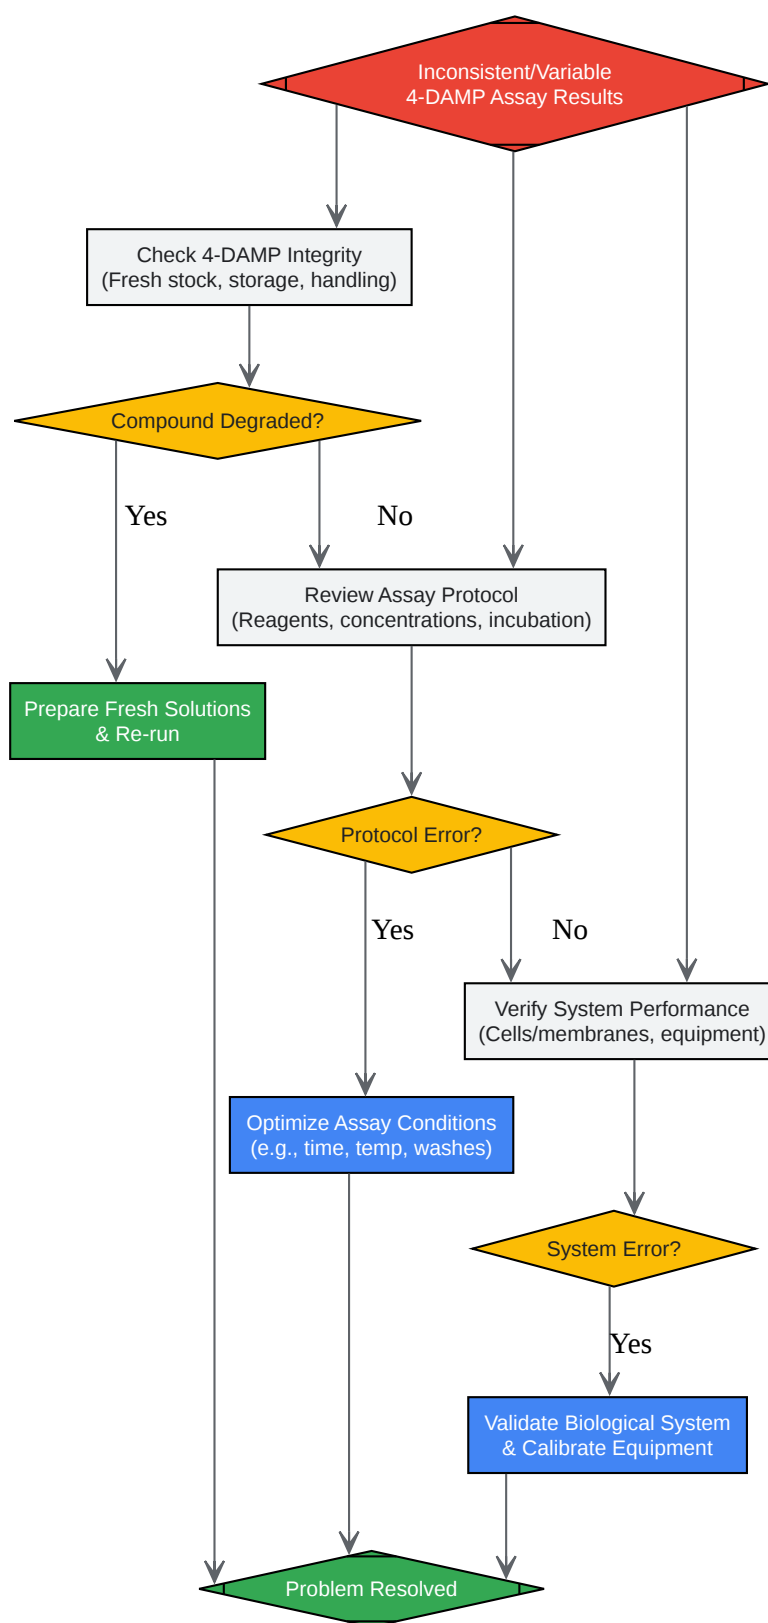 Inconsistent/Variable
4-DAMP Assay Results
Check 4-DAMP Integrity
(Fresh stock, storage, handling)
Compound Degraded?
Yes
No
Review Assay Protocol
(Reagents, concentrations, incubation)
Prepare Fresh Solutions
& Re-run
Protocol Error?
Yes
No
Verify System Performance
(Cells/membranes, equipment)
Optimize Assay Conditions
(e.g., time, temp, washes)
System Error?
Yes
Validate Biological System
& Calibrate Equipment
Problem Resolved